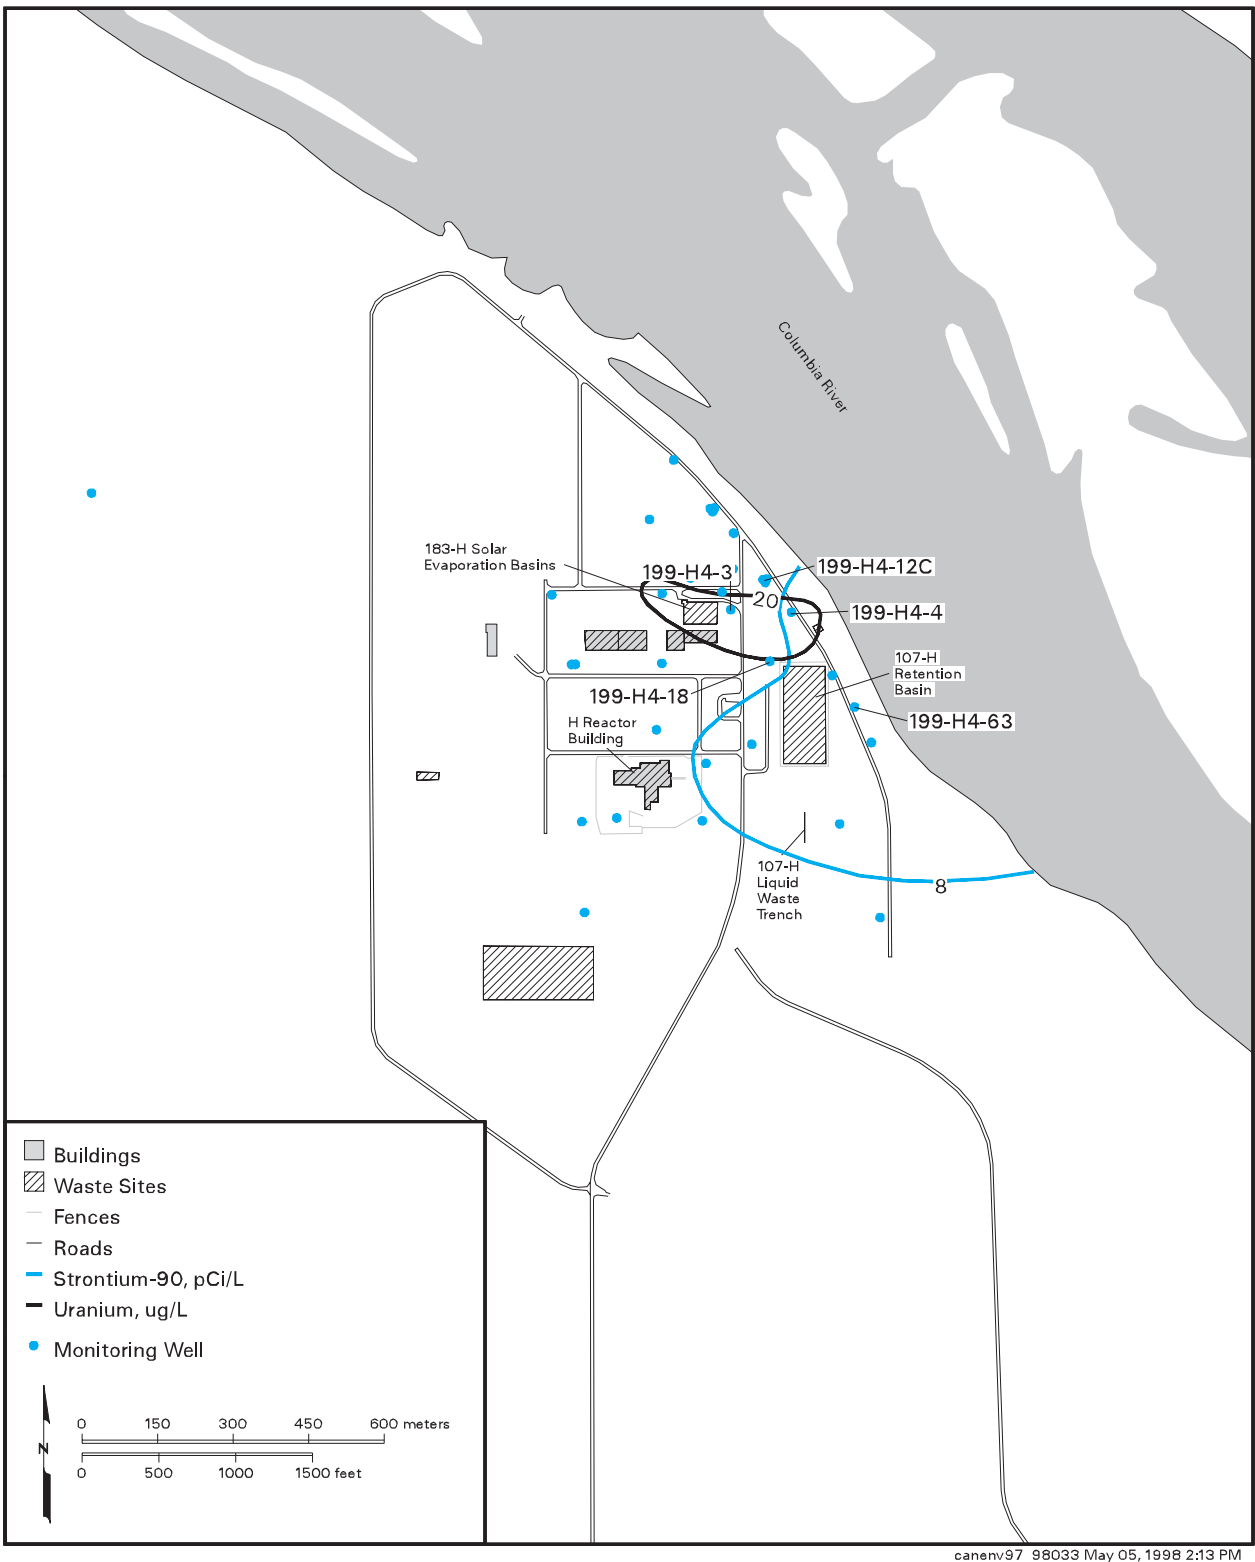 Columbia River
183-H Solar
Evaporation Basins
199-H4-3
199-H4-12C
20
199-H4-4
107-H
Retention
Basin
199-H4-18
199-H4-63
H Reactor
Building
107-H
Liquid
Waste
Trench
8
Buildings
Waste Sites
Fences
Roads
Strontium-90, pCi/L
Uranium, ug/L
Monitoring Well
N
0 150 300 450 600 meters
0 500 1000 1500 feet
canenv97 98033 May 05, 1998 2:13 PM